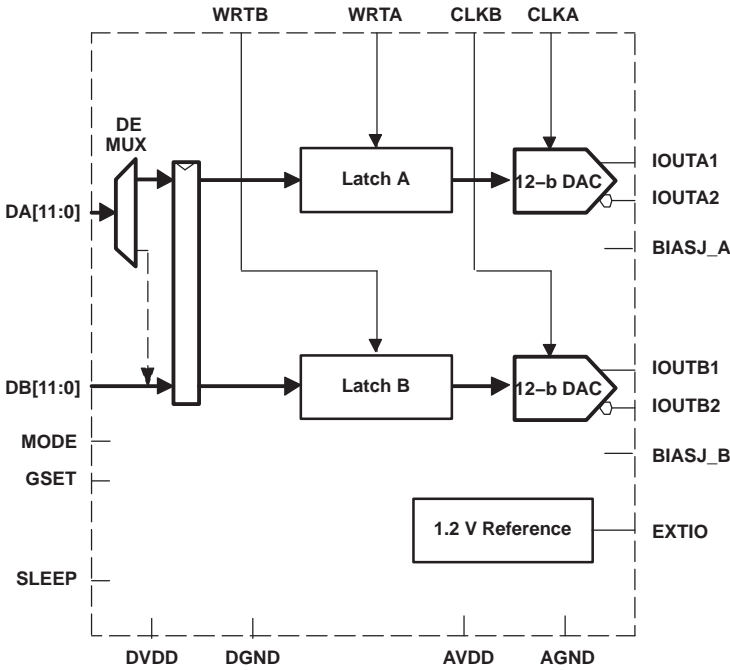 WRTB WRTA CLKB CLKA
DE
MUX
Latch A
12–b DAC
IOUTA1
IOUTA2
DA[11:0]
BIASJ_A
IOUTB1
DB[11:0]
Latch B
12–b DAC
IOUTB2
MODE
BIASJ_B
GSET
1.2 V Reference
EXTIO
SLEEP
DVDD DGND AVDD AGND